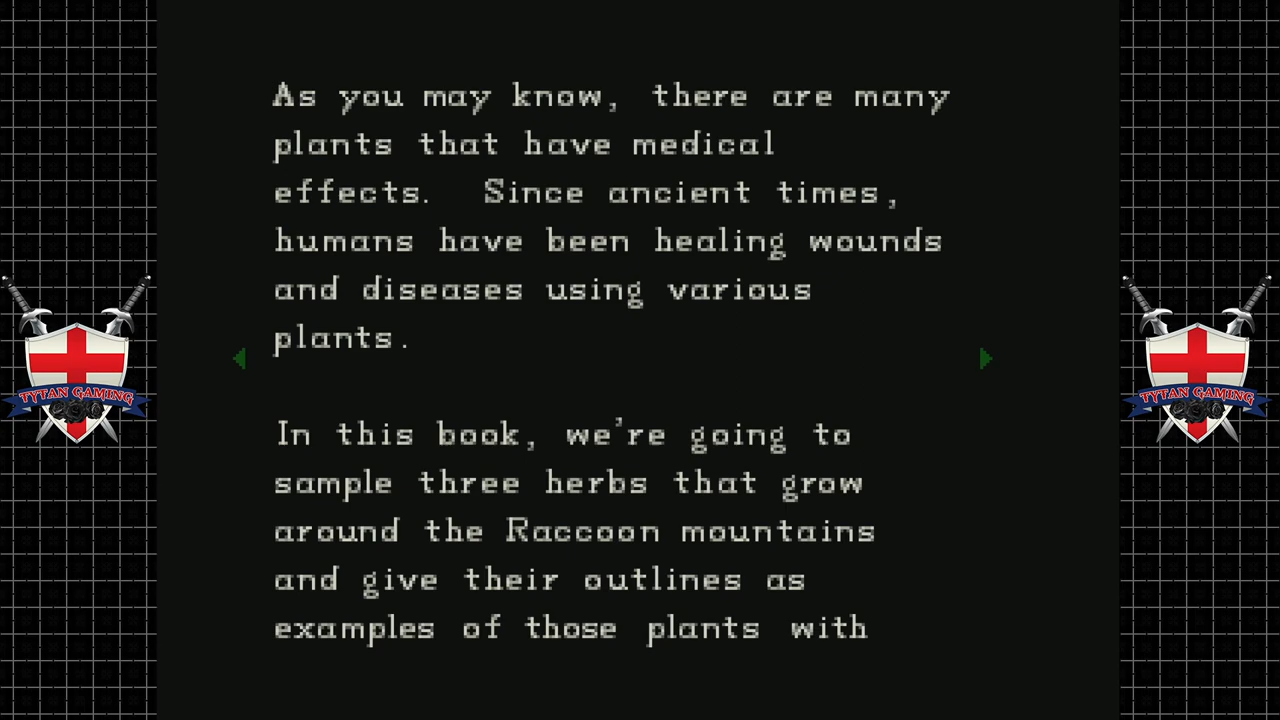 As you may know, there are many
plants that have medical
effects. Since ancient times,
humans have been healing wounds
and diseases using various
plants.
In this book, we're going to
sample three herbs that grow
around the Raccoon mountains
and give their outlines as
examples of those plants with
TYTAN GAMING
TYTAN GAMING